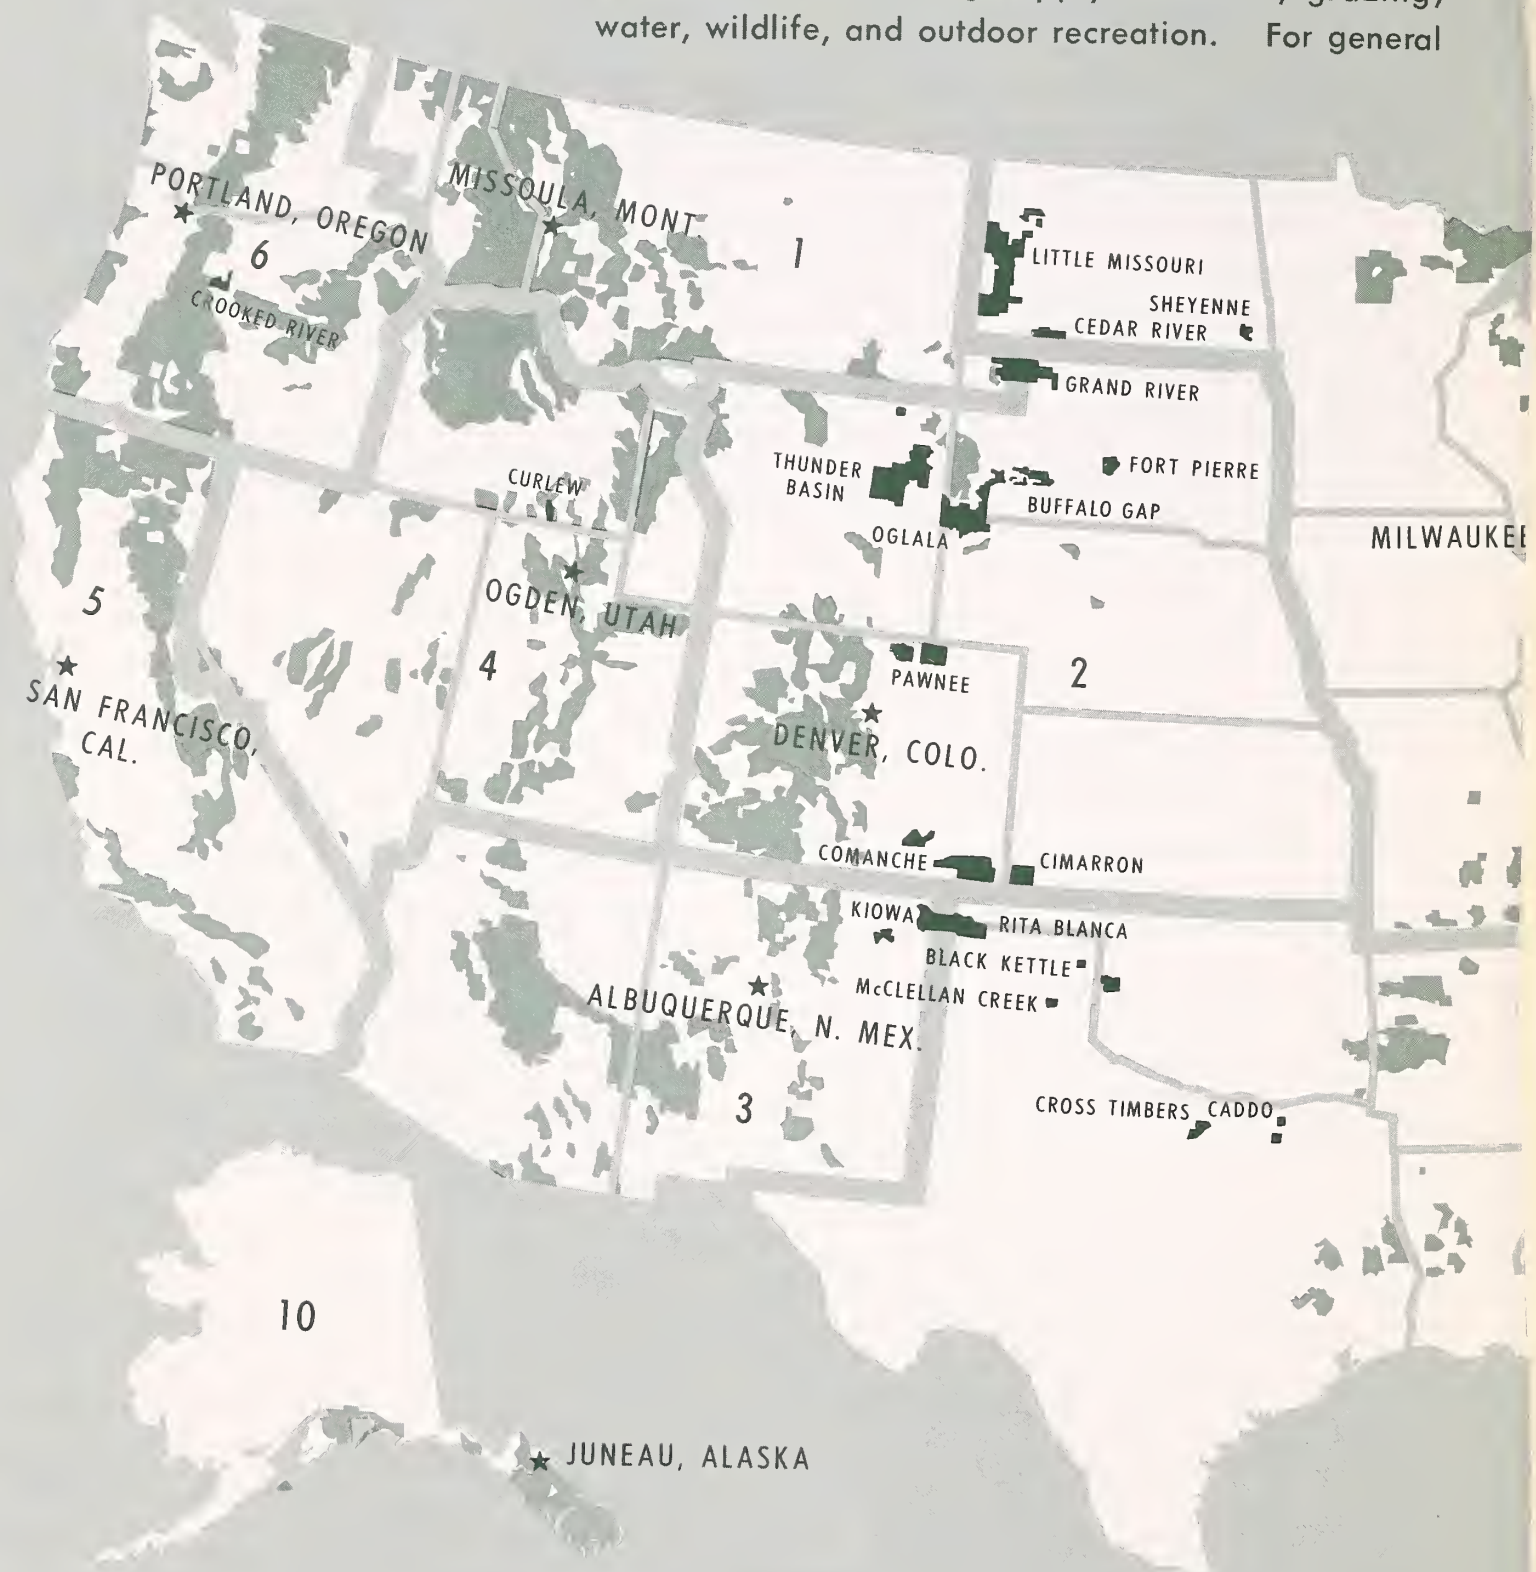 water, wildlife, and outdoor recreation. For general
PORTLAND, OREGON
MISSOULA, MONT.
6
1
CROOKED RIVER
LITTLE MISSOURI
SHEYENNE
CEDAR RIVER
GRAND RIVER
THUNDER
BASIN
FORT PIERRE
BUFFALO GAP
OGLALA
CURLEW
MILWAUKEE
OGDEN, UTAH
5
4
2
PAWNEE
SAN FRANCISCO,
CAL.
DENVER, COLO.
COMANCHE
CIMARRON
KIOWA
RITA BLANCA
BLACK KETTLE
McCLELLAN CREEK
ALBUQUERQUE, N. MEX.
3
CROSS TIMBERS
CADDO
10
JUNEAU, ALASKA